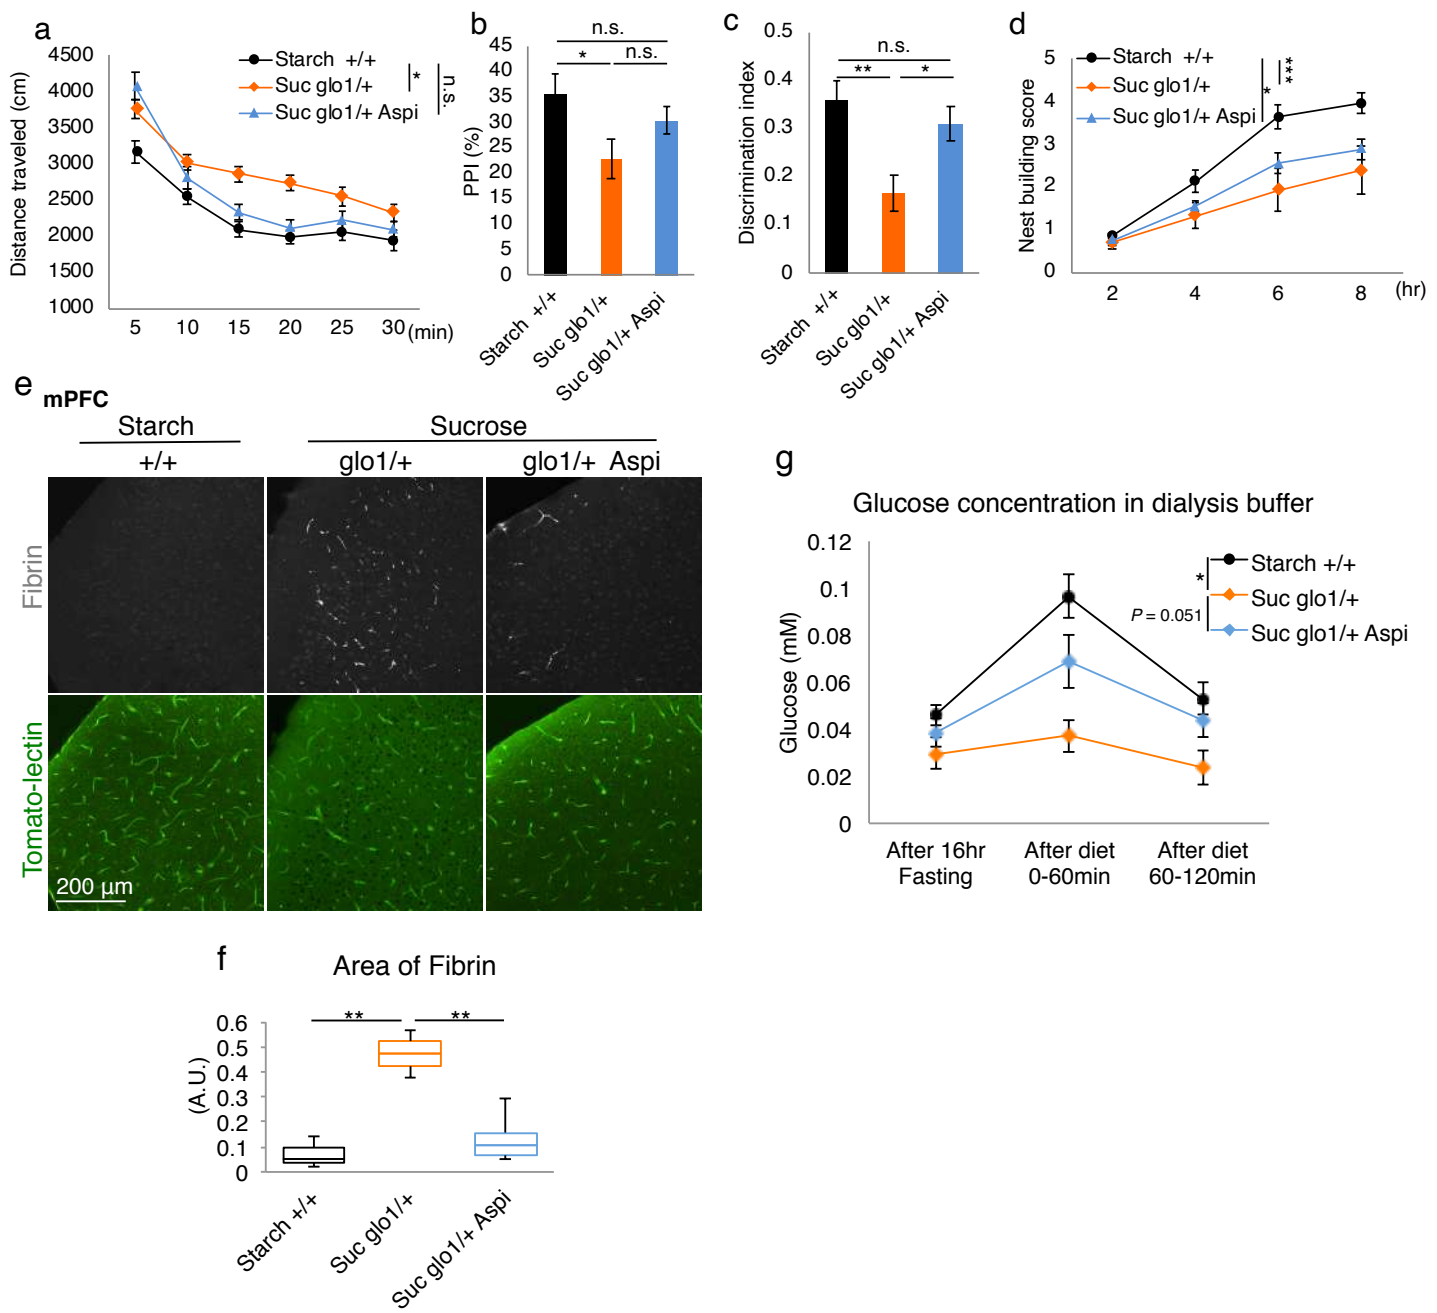 a
4500
4000
3500
3000
2500
2000
1500
1000
Distance traveled (cm)
5 10 15 20 25 30 (min)
Starch +/+
Suc glo1/+
Suc glo1/+ Aspi
*
n.s.
b
45
40
35
30
25
20
15
10
5
0
PPI (%)
n.s.
* n.s.
Starch +/+
Suc glo1/+
Suc glo1/+ Aspi
c
0.5
0.4
0.3
0.2
0.1
0
Discrimination index
n.s.
** *
Starch +/+
Suc glo1/+
Suc glo1/+ Aspi
d
5
4
3
2
1
0
Nest building score
2 4 6 8 (hr)
Starch +/+
Suc glo1/+
Suc glo1/+ Aspi
*
***
e
mPFC
Starch Sucrose
+/+ glo1/+ glo1/+ Aspi
Fibrin
Tomato-lectin
200 µm
f
Area of Fibrin
** **
0.6
0.5
0.4
0.3
0.2
0.1
0
(A.U.)
Starch +/+
Suc glo1/+
Suc glo1/+ Aspi
g
Glucose concentration in dialysis buffer
0.12
0.1
0.08
0.06
0.04
0.02
0
Glucose (mM)
Starch +/+
Suc glo1/+
Suc glo1/+ Aspi
*
P = 0.051
After 16hr After diet After diet
Fasting 0-60min 60-120min